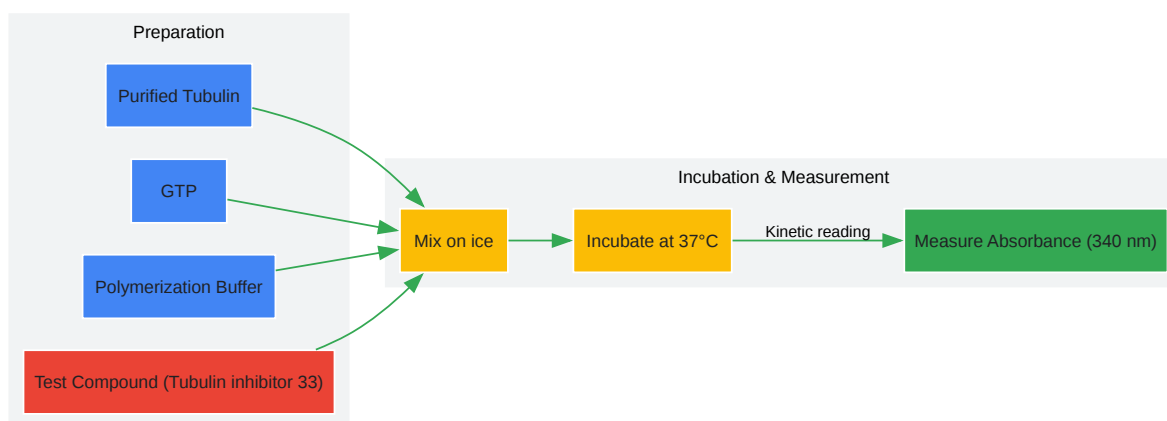 Preparation
Purified Tubulin
GTP
Polymerization Buffer
Test Compound (Tubulin inhibitor 33)
Incubation & Measurement
Mix on ice
Incubate at 37°C
Kinetic reading
Measure Absorbance (340 nm)